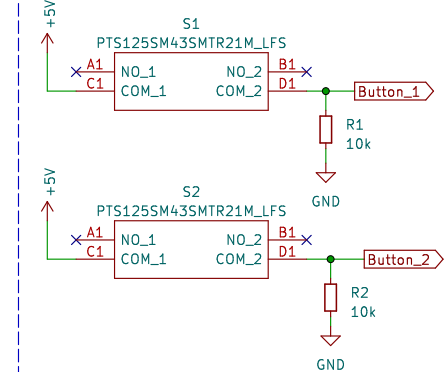 +5V
S1
PTS125SM43SMTR21M_LFS
A1 NO_1 NO_2 B1
C1 COM_1 COM_2 D1
Button_1
R1
10k
GND
+5V
S2
PTS125SM43SMTR21M_LFS
A1 NO_1 NO_2 B1
C1 COM_1 COM_2 D1
Button_2
R2
10k
GND